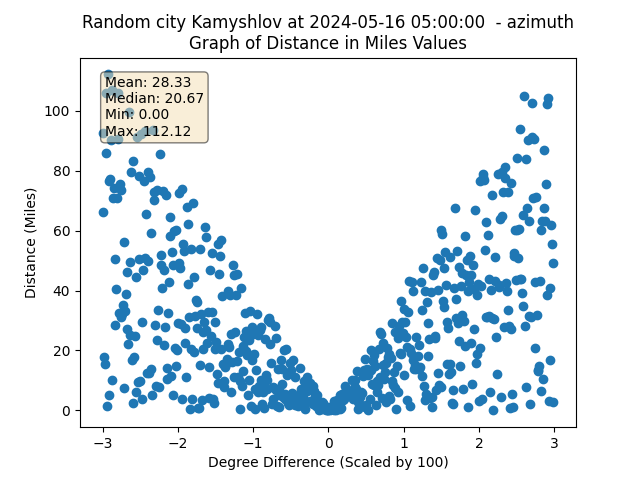 Random city Kamyshlov at 2024-05-16 05:00:00  - azimuth
Graph of Distance in Miles Values
Mean: 28.33
Median: 20.67
Min: 0.00
Max: 112.12
Distance (Miles)
100
80
60
40
20
0
−3
−2
−1
0
1
2
3
Degree Difference (Scaled by 100)